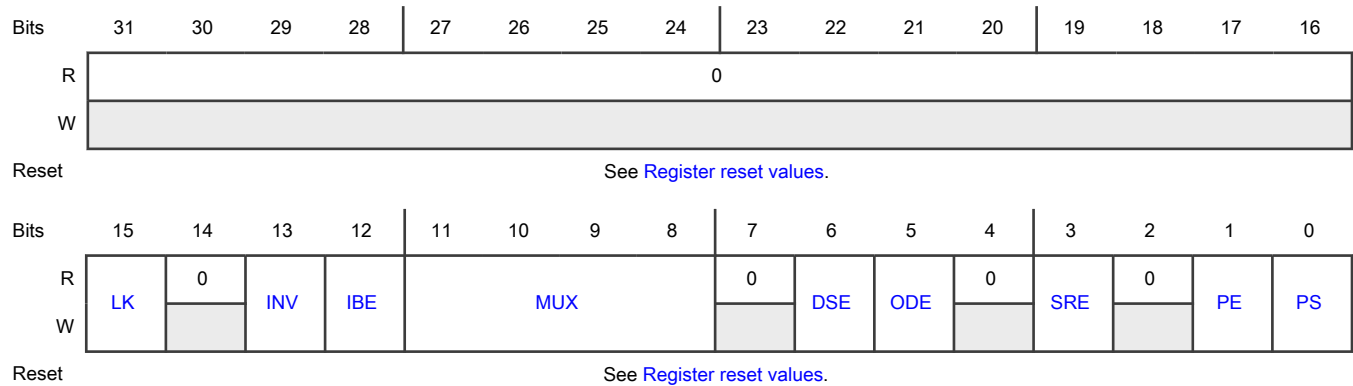 Bits 31 30 29 28 27 26 25 24 23 22 21 20 19 18 17 16
R 0
W
Reset See Register reset values.
Bits 15 14 13 12 11 10 9 8 7 6 5 4 3 2 1 0
R LK 0 INV IBE MUX 0 DSE ODE 0 SRE 0 PE PS
W
Reset See Register reset values.